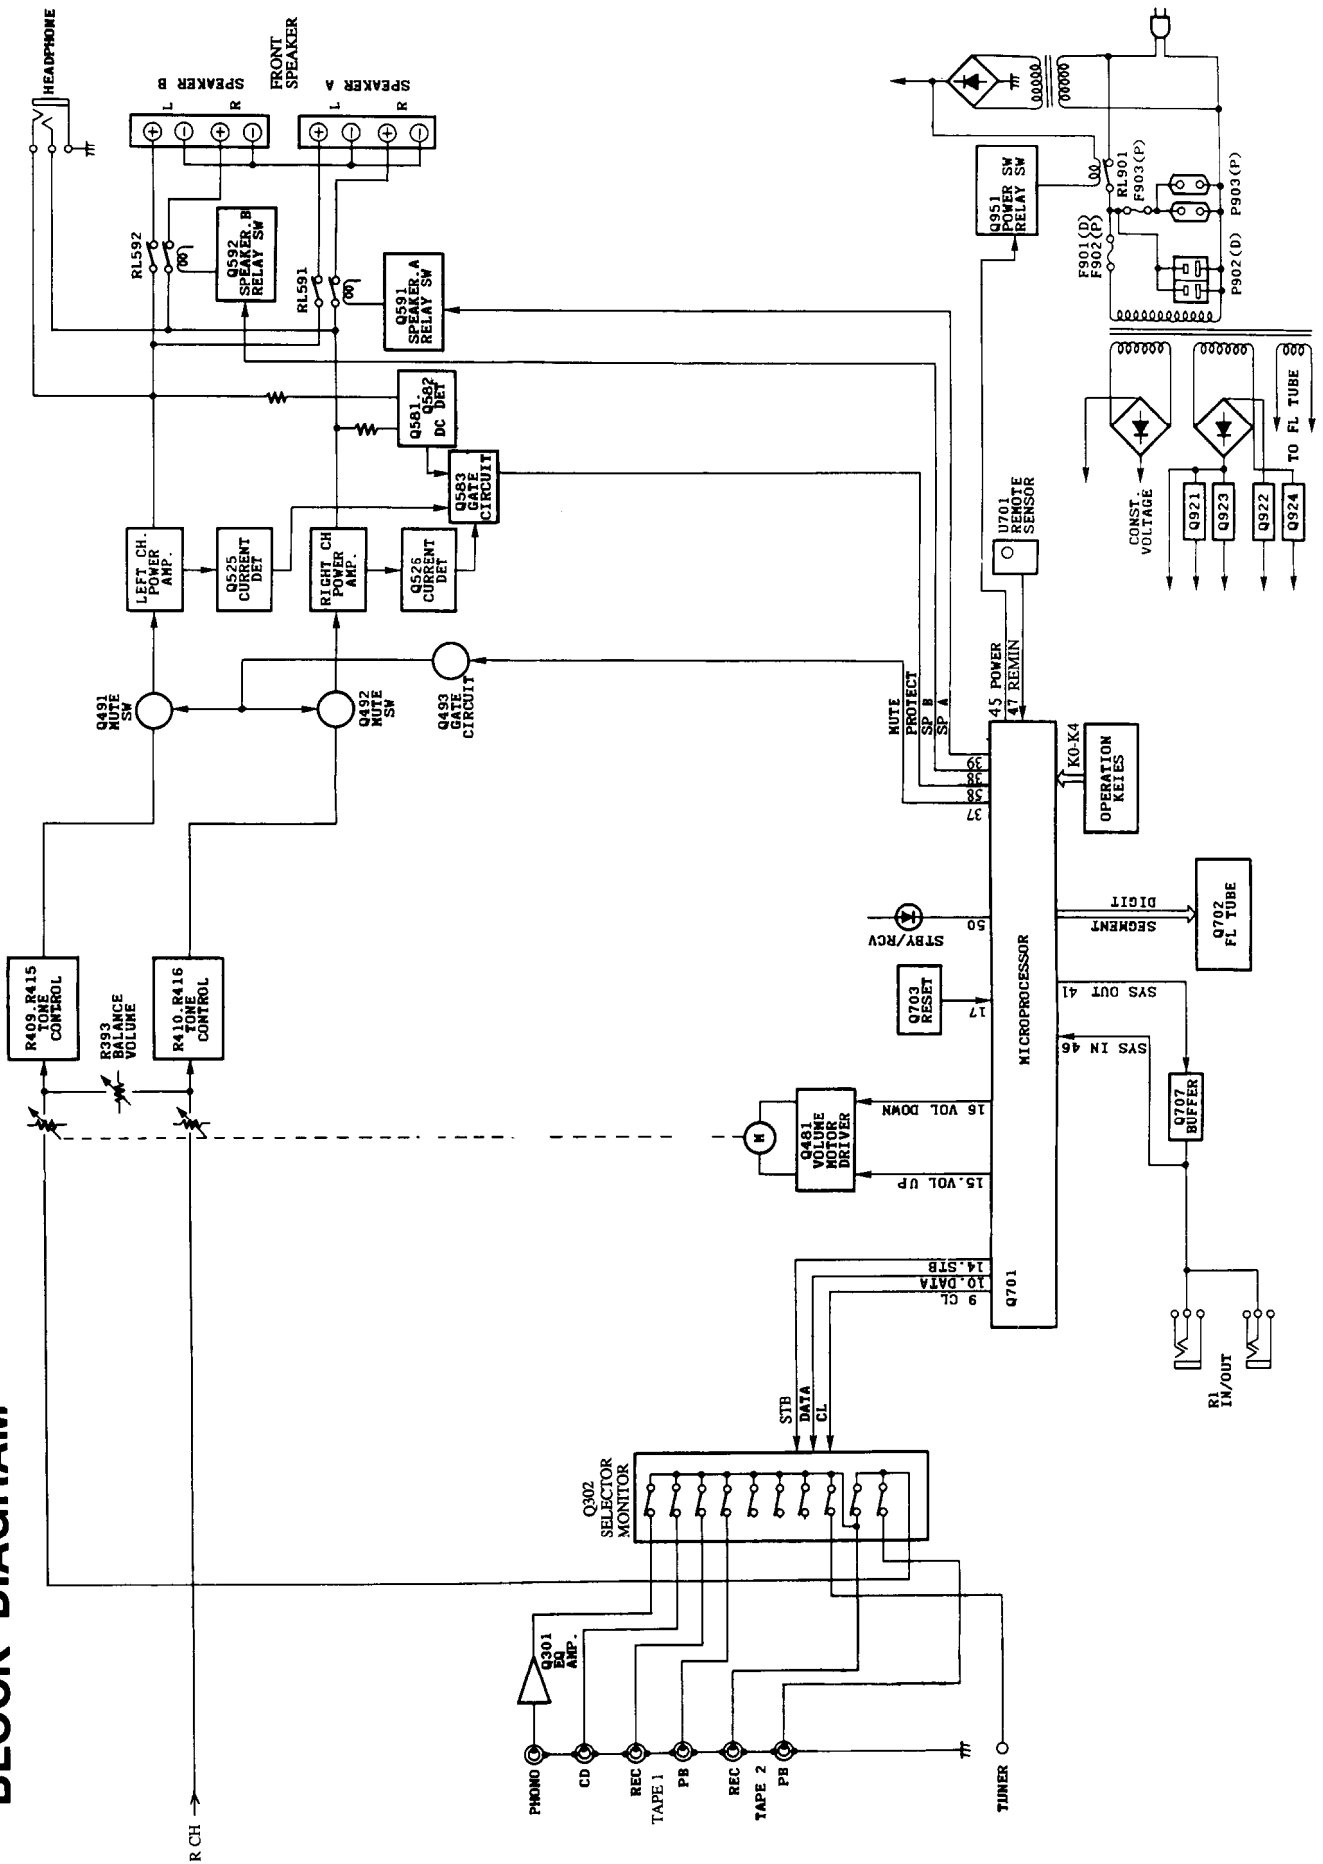 BLOCK DIAGRAM
R CH
PHONO
CD
REC
TAPE 1
PB
REC
TAPE 2
PB
TUNER
Q301
EQ
AMP.
Q302
SELECTOR
MONITOR
STB
DATA
CL
R409.R415
TONE
CONTROL
R393
BALANCE
VOLUME
R410.R416
TONE
CONTROL
M
Q481
VOLUME
MOTOR
DRIVER
14.STB
10.DATA
9 CL
15.VOL UP
16 VOL DOWN
Q701
MICROPROCESSOR
Q703
RESET
17
STBY/RCV
50
SYS IN 46
SYS OUT 41
Q707
BUFFER
R1
IN/OUT
SEGMENT
DIGIT
Q702
FL TUBE
K0-K4
OPERATION
KEIES
37
58
38
39
MUTE
PROTECT
SP B
SP A
45 POWER
47 REMIN
U701
REMOTE
SENSOR
Q491
MUTE
SW
Q492
MUTE
SW
Q493
GATE
CIRCUIT
LEFT CH.
POWER
AMP.
Q525
CURRENT
DET
RIGHT CH
POWER
AMP.
Q526
CURRENT
DET
Q583
GATE
CIRCUIT
Q581.
Q582
DC DET
RL592
Q592
SPEAKER.B
RELAY SW
RL591
Q591
SPEAKER.A
RELAY SW
HEADPHONE
SPEAKER B
L
R
FRONT
SPEAKER
SPEAKER A
L
R
Q951
POWER SW
RELAY SW
RL901
F903(P)
F901(D)
F902(P)
P903(P)
P902(D)
CONST.
VOLTAGE
Q921
Q923
Q922
Q924
TO FL TUBE